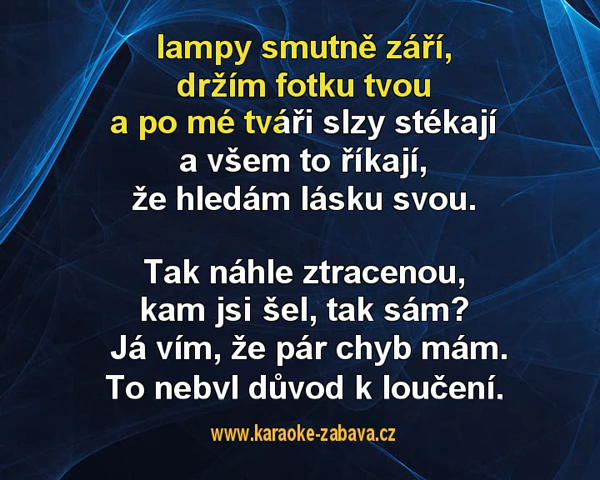 lampy smutně září,
držím fotku tvou
a po mé tváři slzy stékají
a všem to říkají,
že hledám lásku svou.
Tak náhle ztracenou,
kam jsi šel, tak sám?
Já vím, že pár chyb mám.
To nebyl důvod k loučení.
www.karaoke-zabava.cz